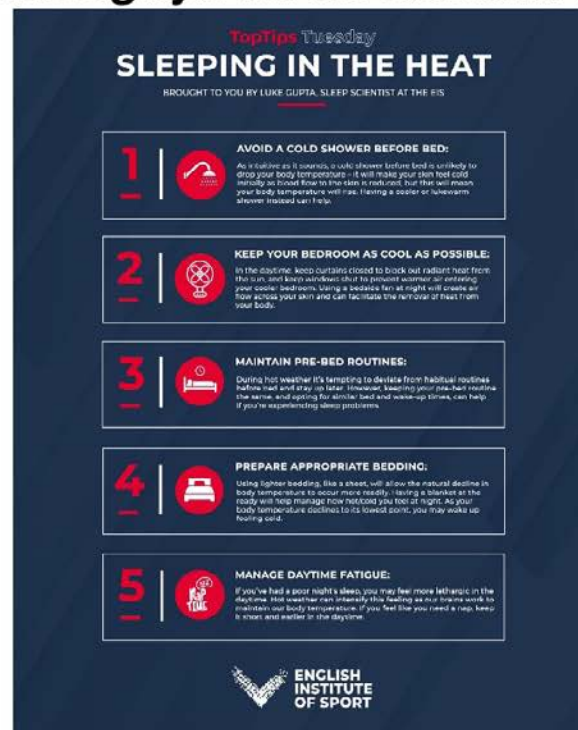 TopTips Tuesday
SLEEPING IN THE HEAT
BROUGHT TO YOU BY LUKE GUPTA, SLEEP SCIENTIST AT THE EIS
1
AVOID A COLD SHOWER BEFORE BED:
As intuitive as it sounds, a cold shower before bed is unlikely to
drop your body temperature - it will make your skin feel cold
initially as blood flow to the skin is reduced, but this will mean
your body temperature will rise. Having a cooler or lukewarm
shower instead can help.
2
KEEP YOUR BEDROOM AS COOL AS POSSIBLE:
In the daytime, keep curtains closed to block out radiant heat from
the sun, and keep windows shut to prevent warmer air entering
your cooler bedroom. Using a bedside fan at night will create air
flow across your skin and can facilitate the removal of heat from
your body.
3
MAINTAIN PRE-BED ROUTINES:
During hot weather it's tempting to deviate from habitual routines
before bed and stay up later. However, keeping your pre-bed routine
the same, and opting for similar bed and wake-up times, can help
if you're experiencing sleep problems
4
PREPARE APPROPRIATE BEDDING:
Using lighter bedding, like a sheet, will allow the natural decline in
body temperature to occur more readily. Having a blanket at the
ready will help manage how hot/cold you feel at night. As your
body temperature declines to its lowest point, you may wake up
feeling cold.
5
NAP
TIME
MANAGE DAYTIME FATIGUE:
If you've had a poor night's sleep, you may feel more lethargic in the
daytime. Hot weather can intensify this feeling as our brains work to
maintain our body temperature. If you feel like you need a nap, keep
it short and earlier in the daytime.
ENGLISH
INSTITUTE
OF SPORT